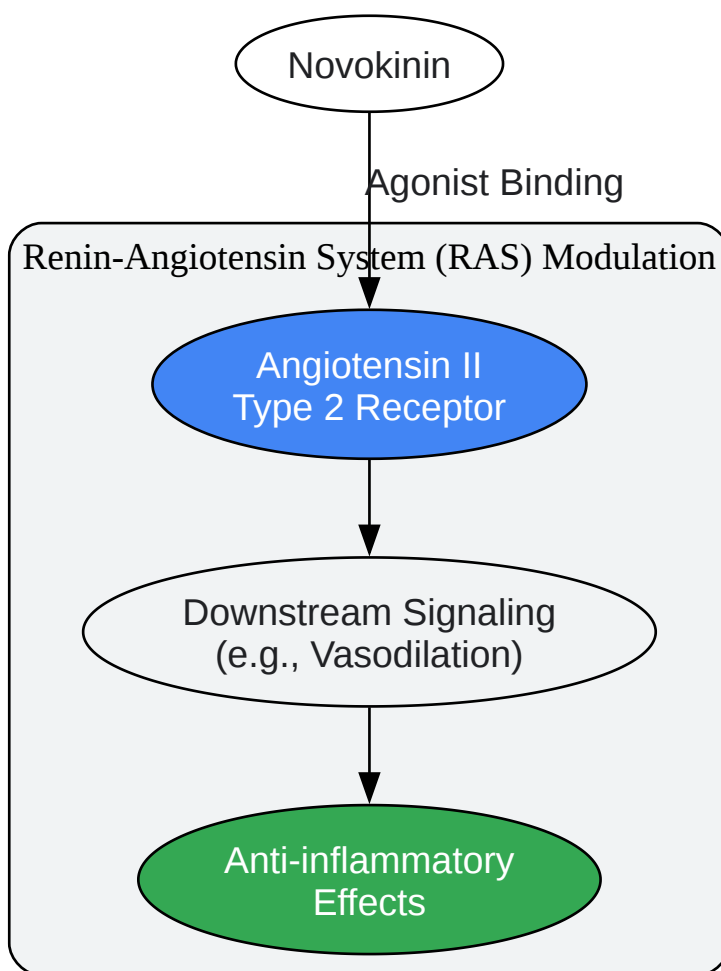 Novokinin
Agonist Binding
Renin-Angiotensin System (RAS) Modulation
Angiotensin II
Type 2 Receptor
Downstream Signaling
(e.g., Vasodilation)
Anti-inflammatory
Effects